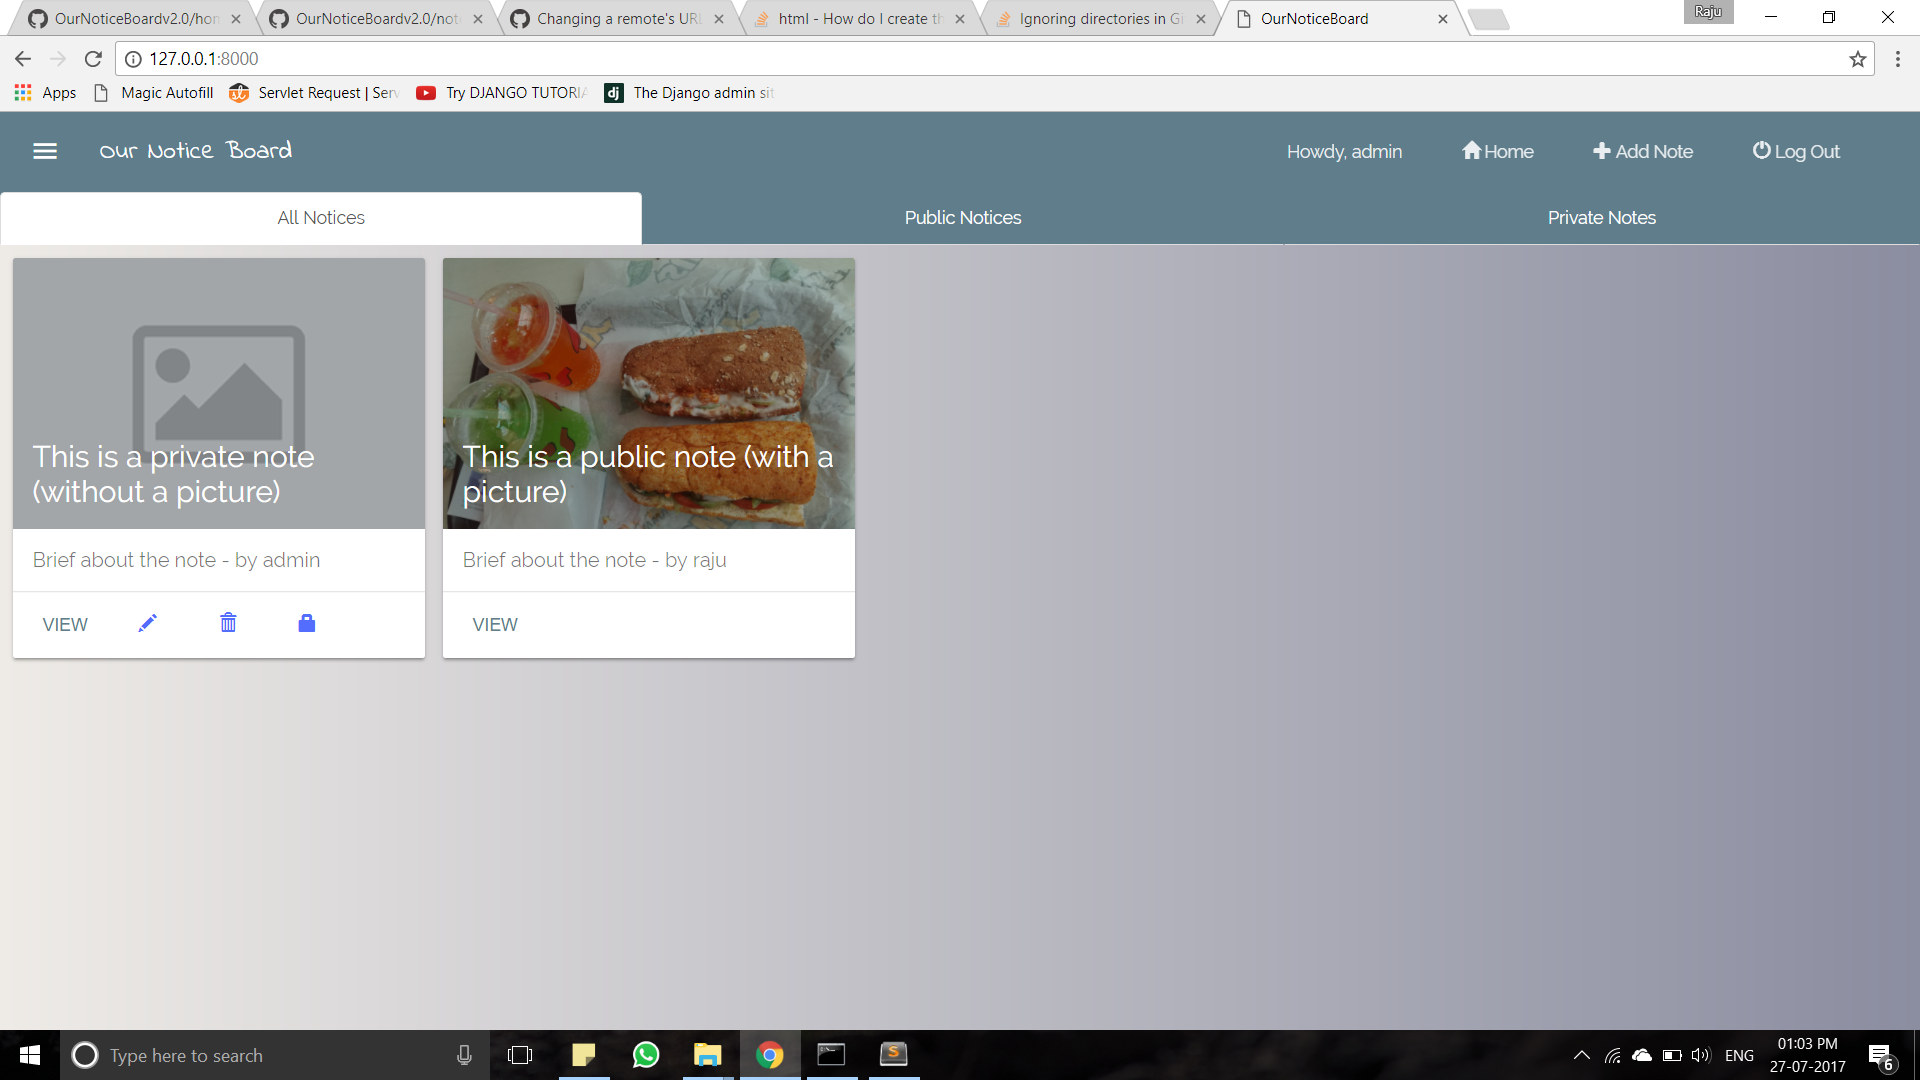 OurNoticeBoardv2.0/hon
OurNoticeBoardv2.0/not
Changing a remote's URL
html - How do I create th
Ignoring directories in Gi
OurNoticeBoard
Raju
127.0.0.1:8000
Apps
Magic Autofill
Servlet Request | Serv
Try DJANGO TUTORIA
dj
The Django admin sit
Our Notice Board
Howdy, admin
Home
Add Note
Log Out
All Notices
Public Notices
Private Notes
This is a private note
(without a picture)
Brief about the note - by admin
VIEW
This is a public note (with a
picture)
Brief about the note - by raju
VIEW
Type here to search
S
ENG
01:03 PM
27-07-2017
6